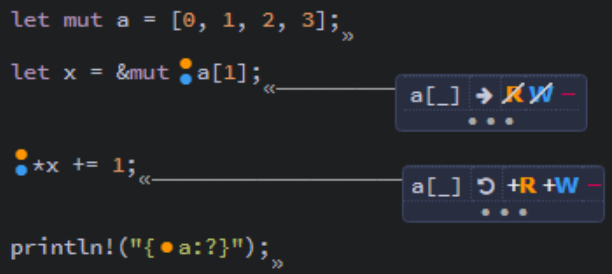 let mut a = [0, 1, 2, 3];»
let x = &mut a[1];«
a[_] → R W −
*x += 1;«
a[_] ↺ +R +W −
println!("{a:?}");»